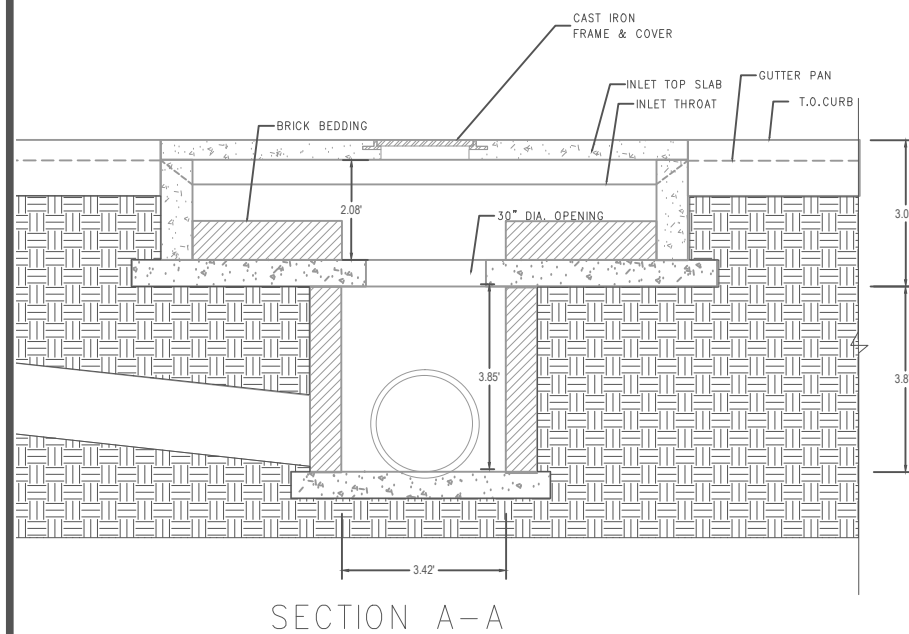 CAST IRON
FRAME & COVER
INLET TOP SLAB
GUTTER PAN
INLET THROAT
T.O.CURB
BRICK BEDDING
2.08'
30" DIA. OPENING
3.0
3.85'
3.8
3.42'
SECTION A-A